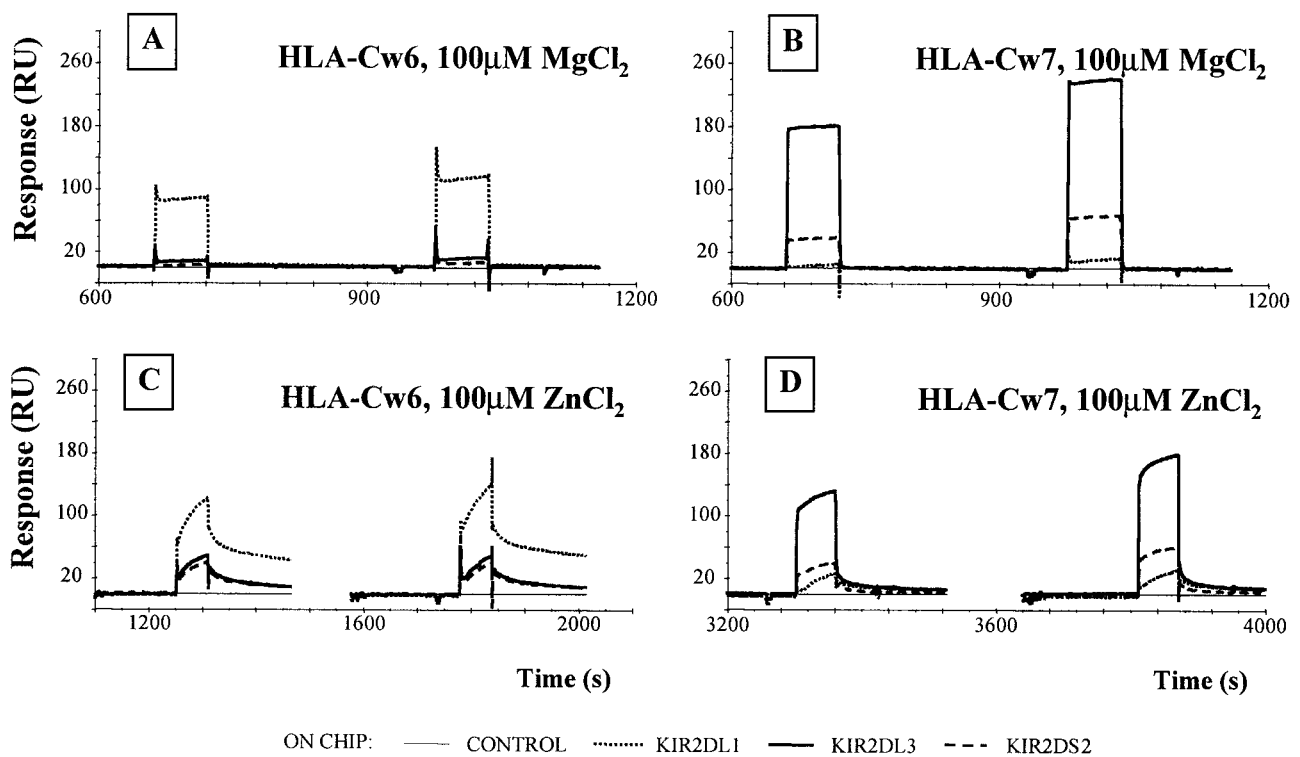 A
HLA-Cw6, 100μM MgCl2
Response (RU)
260
180
100
20
600
900
1200
B
HLA-Cw7, 100μM MgCl2
260
180
100
20
600
900
1200
C
HLA-Cw6, 100μM ZnCl2
Response (RU)
260
180
100
20
1200
1600
2000
Time (s)
D
HLA-Cw7, 100μM ZnCl2
260
180
100
20
3200
3600
4000
Time (s)
ON CHIP: CONTROL KIR2DL1 KIR2DL3 KIR2DS2